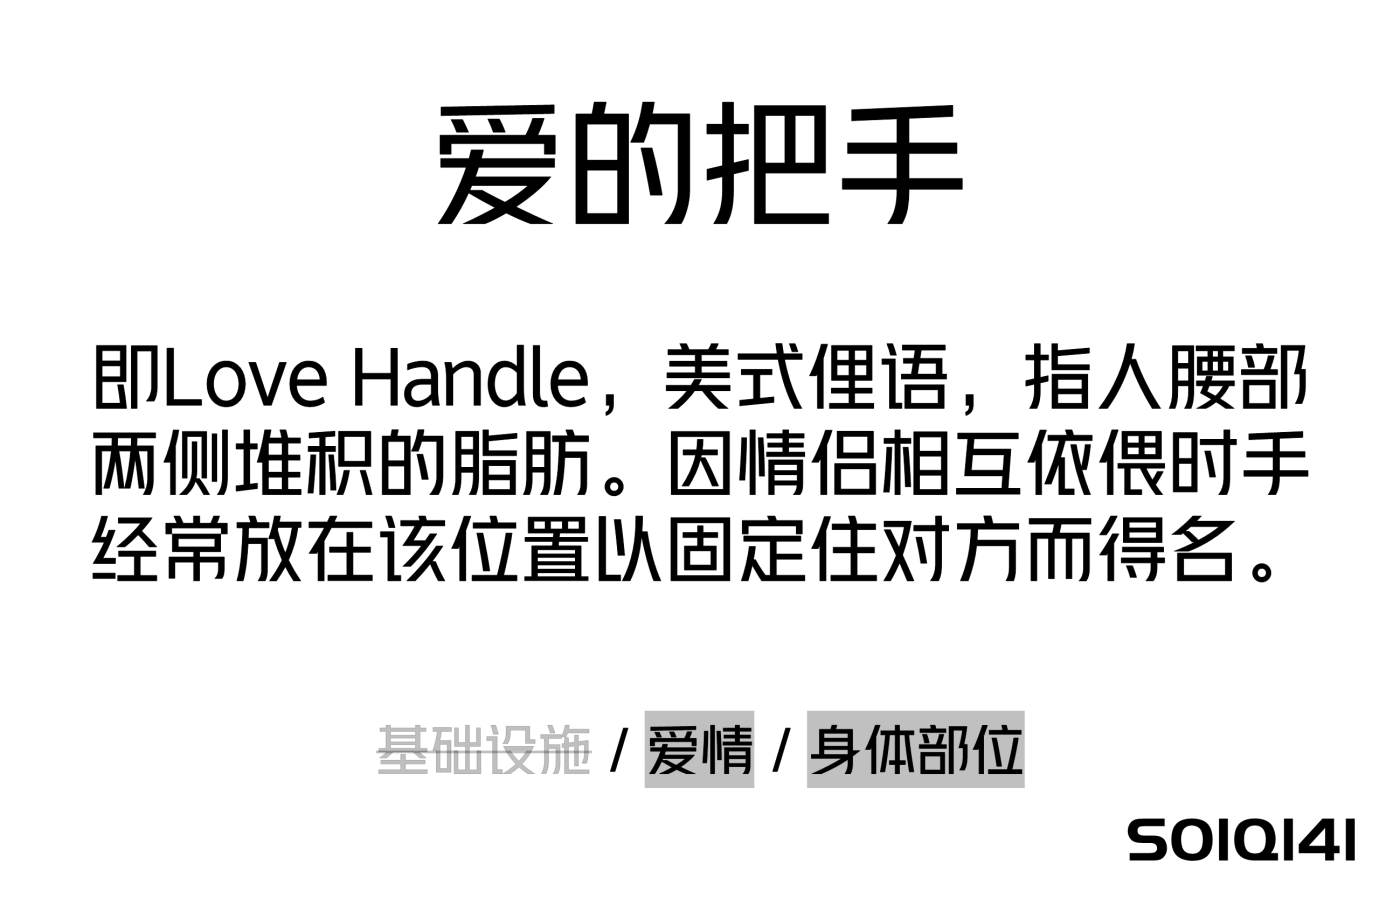 爱的把手
即Love Handle，美式俚语，指人腰部
两侧堆积的脂肪。因情侣相互依偎时手
经常放在该位置以固定住对方而得名。
基础设施 / 爱情 / 身体部位
S01Q141